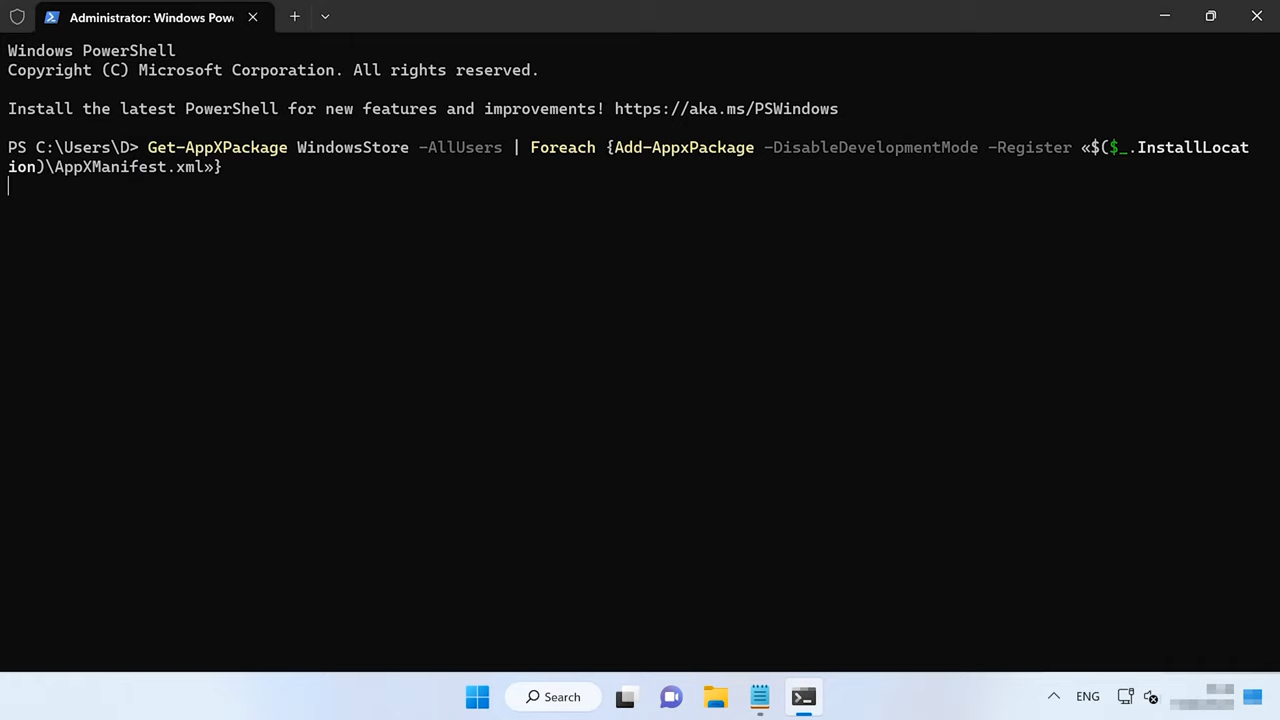 Administrator: Windows Pow
Windows PowerShell
Copyright (C) Microsoft Corporation. All rights reserved.
Install the latest PowerShell for new features and improvements! https://aka.ms/PSWindows
PS C:\Users\D> Get-AppXPackage WindowsStore -AllUsers | Foreach {Add-AppxPackage -DisableDevelopmentMode -Register «$($_.InstallLocat
ion)\AppXManifest.xml»}
Search
ENG